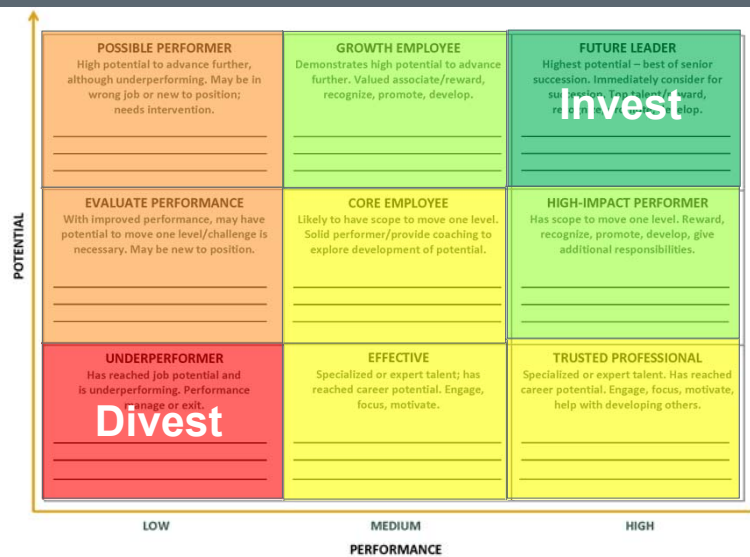 POSSIBLE PERFORMER
High potential to advance further,
although underperforming. May be in
wrong job or new to position;
needs intervention.
GROWTH EMPLOYEE
Demonstrates high potential to advance
further. Valued associate/reward,
recognize, promote, develop.
FUTURE LEADER
Highest potential – best of senior
succession. Immediately consider for
succession. Top talent/reward,
Invest
EVALUATE PERFORMANCE
With improved performance, may have
potential to move one level/challenge is
necessary. May be new to position.
CORE EMPLOYEE
Likely to have scope to move one level.
Solid performer/provide coaching to
explore development of potential.
HIGH-IMPACT PERFORMER
Has scope to move one level. Reward,
recognize, promote, develop, give
additional responsibilities.
UNDERPERFORMER
Has reached job potential and
is underperforming. Performance
manage or exit.
Divest
EFFECTIVE
Specialized or expert talent; has
reached career potential. Engage,
focus, motivate.
TRUSTED PROFESSIONAL
Specialized or expert talent. Has reached
career potential. Engage, focus, motivate,
help with developing others.
POTENTIAL
LOW
MEDIUM
HIGH
PERFORMANCE